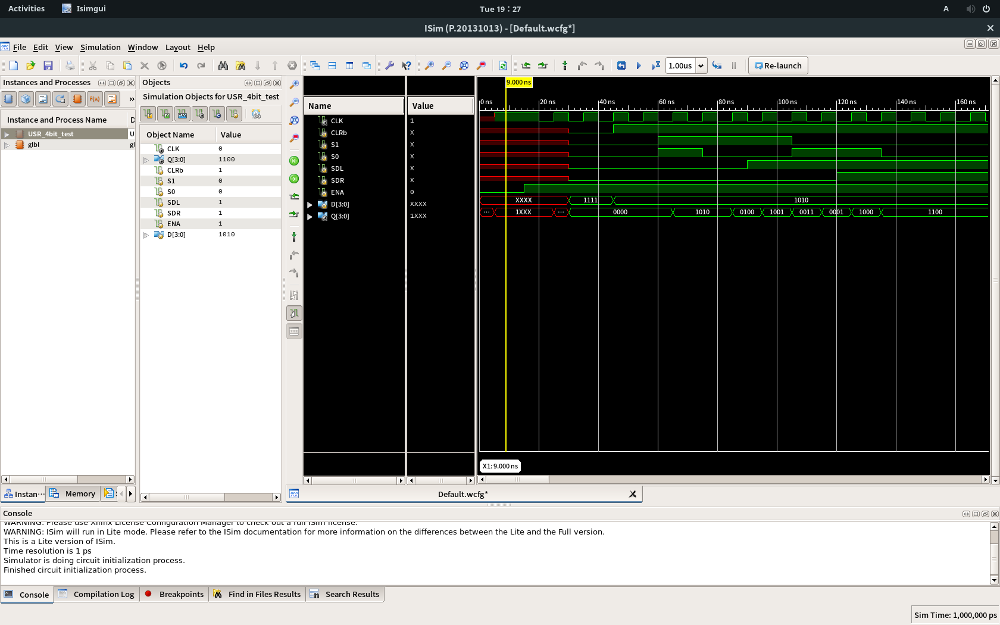 Activities
Isimgui
Tue 19:27
A
ISim (P.20131013) - [Default.wcfg*]
File Edit View Simulation Window Layout Help
1.00us
Re-launch
Instances and Processes
Objects
Simulation Objects for USR_4bit_test
f(x)
»
Instance and Process Name D
USR_4bit_test U
glbl gl
Object Name Value
CLK 0
Q[3:0] 1100
CLRb 1
S1 0
S0 0
SDL 1
SDR 1
ENA 1
D[3:0] 1010
Name Value
CLK 1
CLRb X
S1 X
S0 X
SDL X
SDR X
ENA 0
D[3:0] XXXX
Q[3:0] 1XXX
9.000 ns
0 ns 20 ns 40 ns 60 ns 80 ns 100 ns 120 ns 140 ns 160 ns
XXXX 1111 1010
... 1XXX ... 0000 1010 0100 1001 0011 0001 1000 1100
X1: 9.000 ns
Instan...
Memory
Default.wcfg*
Console
WARNING: Please use Xilinx License Configuration Manager to check out a full ISim license.
WARNING: ISim will run in Lite mode. Please refer to the ISim documentation for more information on the differences between the Lite and the Full version.
This is a Lite version of ISim.
Time resolution is 1 ps
Simulator is doing circuit initialization process.
Finished circuit initialization process.
Console
Compilation Log
Breakpoints
Find in Files Results
Search Results
Sim Time: 1,000,000 ps